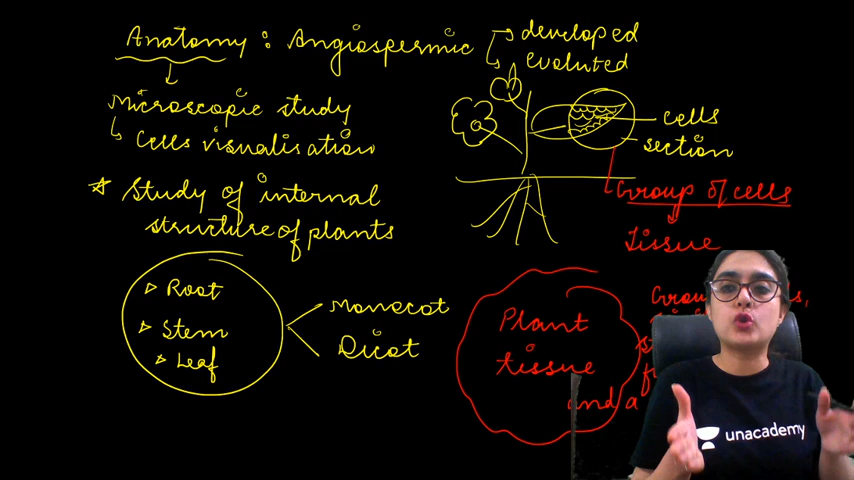 Anatomy : Angiospermic
developed
evoluted
Microscopic study
Cells visualisation
cells
section
* Study of internal
structure of plants
Group of cells
Tissue
Root
Stem
Leaf
Monocot
Dicot
Plant
tissue
and a
unacademy